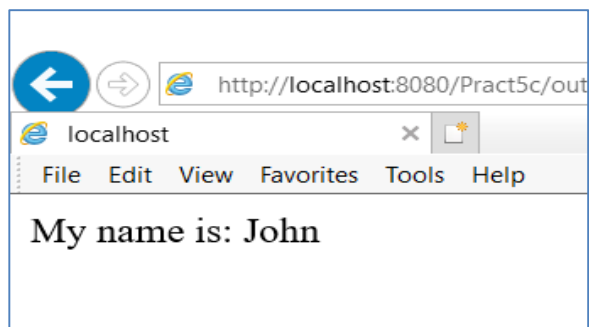 http://localhost:8080/Pract5c/out
localhost
File Edit View Favorites Tools Help
My name is: John